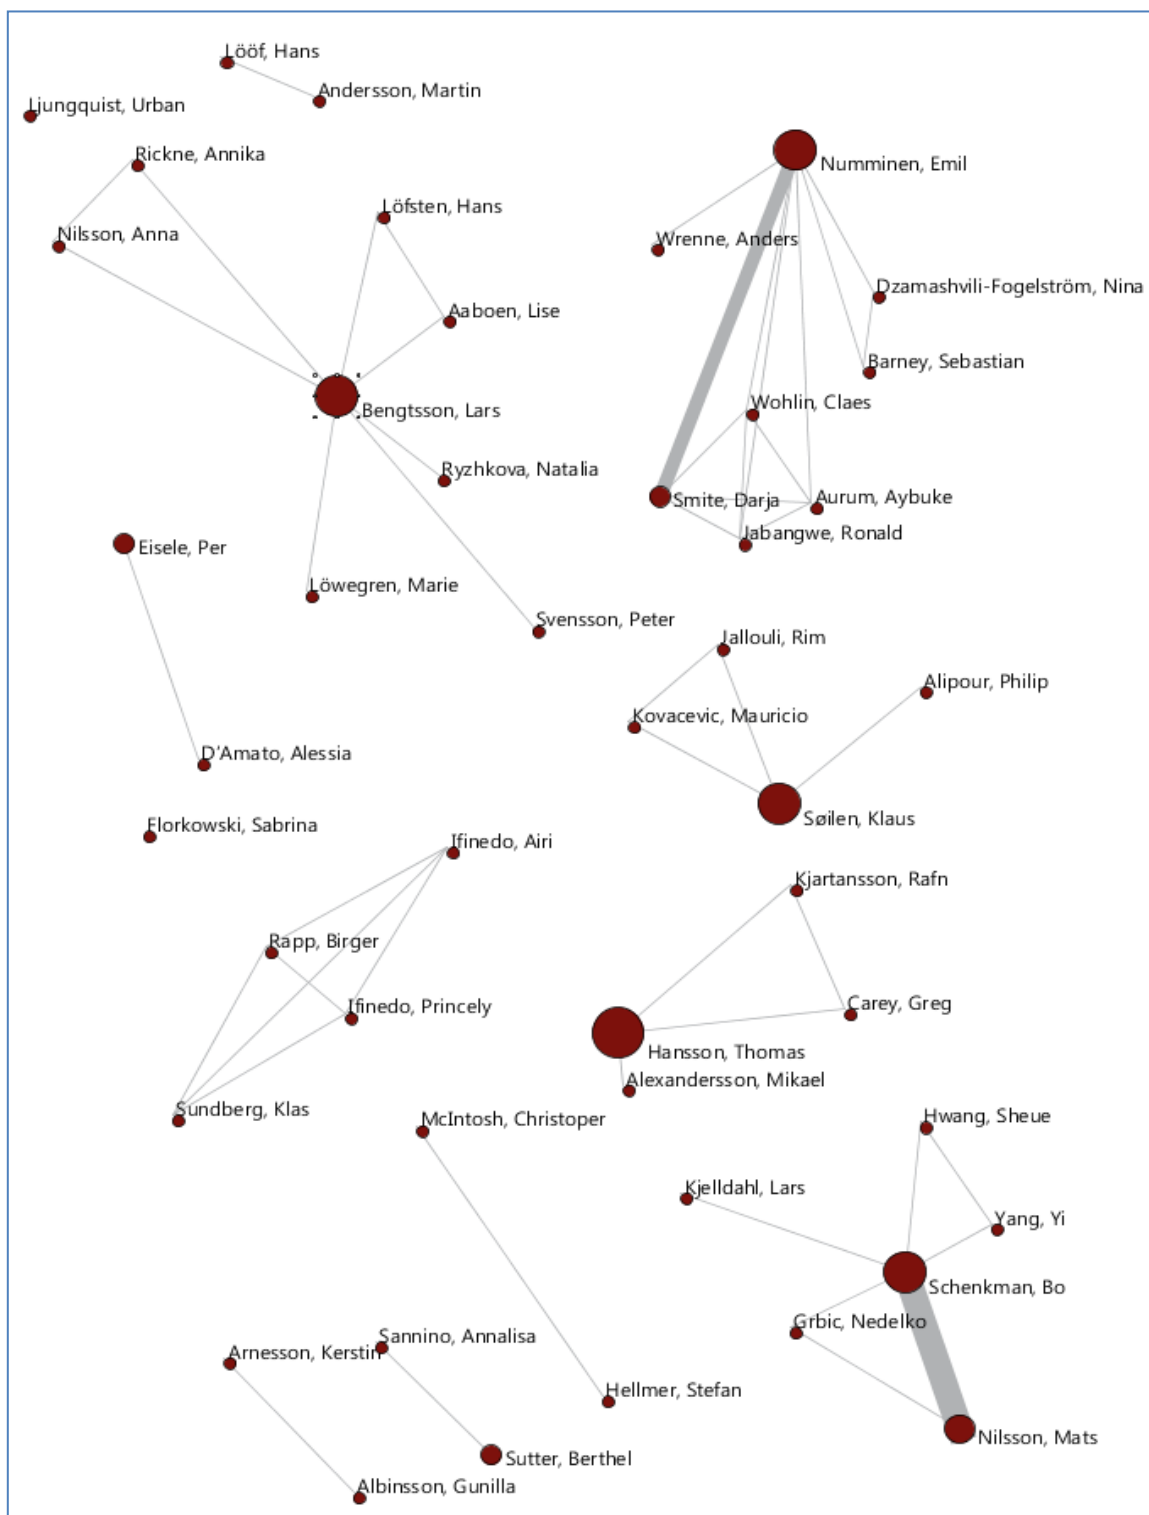 Lööf, Hans
Andersson, Martin
Ljungquist, Urban
Rickne, Annika
Numminen, Emil
Löfsten, Hans
Nilsson, Anna
Wrenne, Anders
Dzamashvili-Fogelström, Nina
Aaboen, Lise
Barney, Sebastian
Wohlin, Claes
Bengtsson, Lars
Ryzhkova, Natalia
Smite, Darja
Aurum, Aybuke
Jabangwe, Ronald
Eisele, Per
Löwegren, Marie
Svensson, Peter
Jallouli, Rim
Alipour, Philip
Kovacevic, Mauricio
D'Amato, Alessia
Søilen, Klaus
Florkowski, Sabrina
Ifinedo, Airi
Kjartansson, Rafn
Rapp, Birger
Ifinedo, Princely
Carey, Greg
Hansson, Thomas
Alexandersson, Mikael
Sundberg, Klas
McIntosh, Christoper
Hwang, Sheue
Kjelldahl, Lars
Yang, Yi
Schenkman, Bo
Grbic, Nedelko
Sannino, Annalisa
Arnesson, Kerstin
Hellmer, Stefan
Nilsson, Mats
Sutter, Berthel
Albinsson, Gunilla